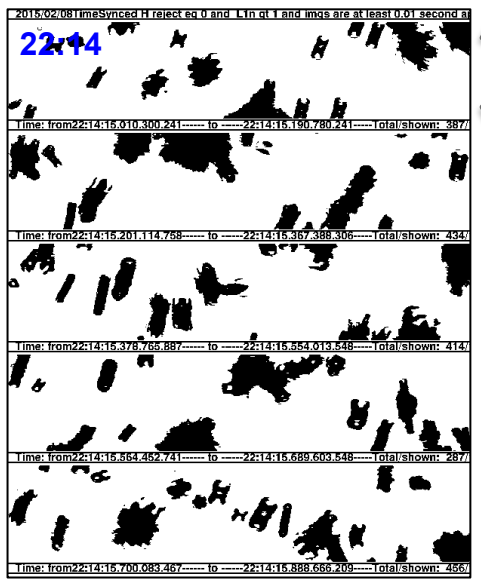 2015/02/08TimeSynced H reject eq 0 and L1n gt 1 and imgs are at least 0.01 second a
22:14
Time: from22:14:15.010.300.241------ to ------22:14:15.190.780.241-----Total/shown: 387/
Time: from22:14:15.201.114.758------ to ------22:14:15.367.388.306-----Total/shown: 434/
Time: from22:14:15.378.765.887------ to ------22:14:15.554.013.548-----Total/shown: 414/
Time: from22:14:15.564.452.741------ to ------22:14:15.689.603.548-----Total/shown: 287/
Time: from22:14:15.700.083.467------ to ------22:14:15.888.666.209-----Total/shown: 456/